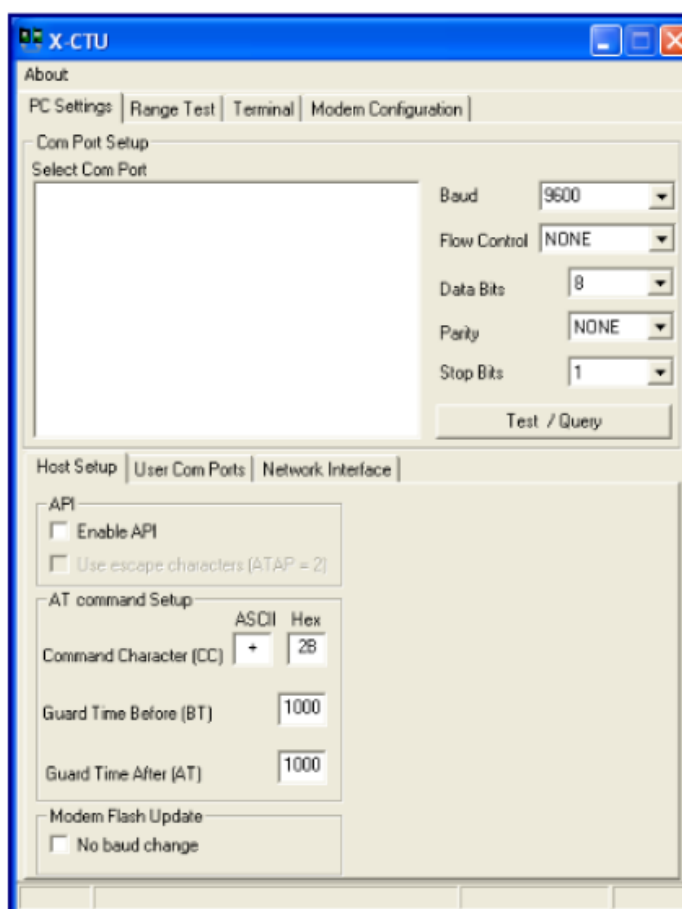 X-CTU
About
PC Settings Range Test Terminal Modem Configuration
Com Port Setup
Select Com Port
Baud 9600
Flow Control NONE
Data Bits 8
Parity NONE
Stop Bits 1
Test / Query
Host Setup User Com Ports Network Interface
API
Enable API
Use escape characters (ATAP = 2)
AT command Setup
ASCII Hex
Command Character (CC) + 2B
Guard Time Before (BT) 1000
Guard Time After (AT) 1000
Modem Flash Update
No baud change